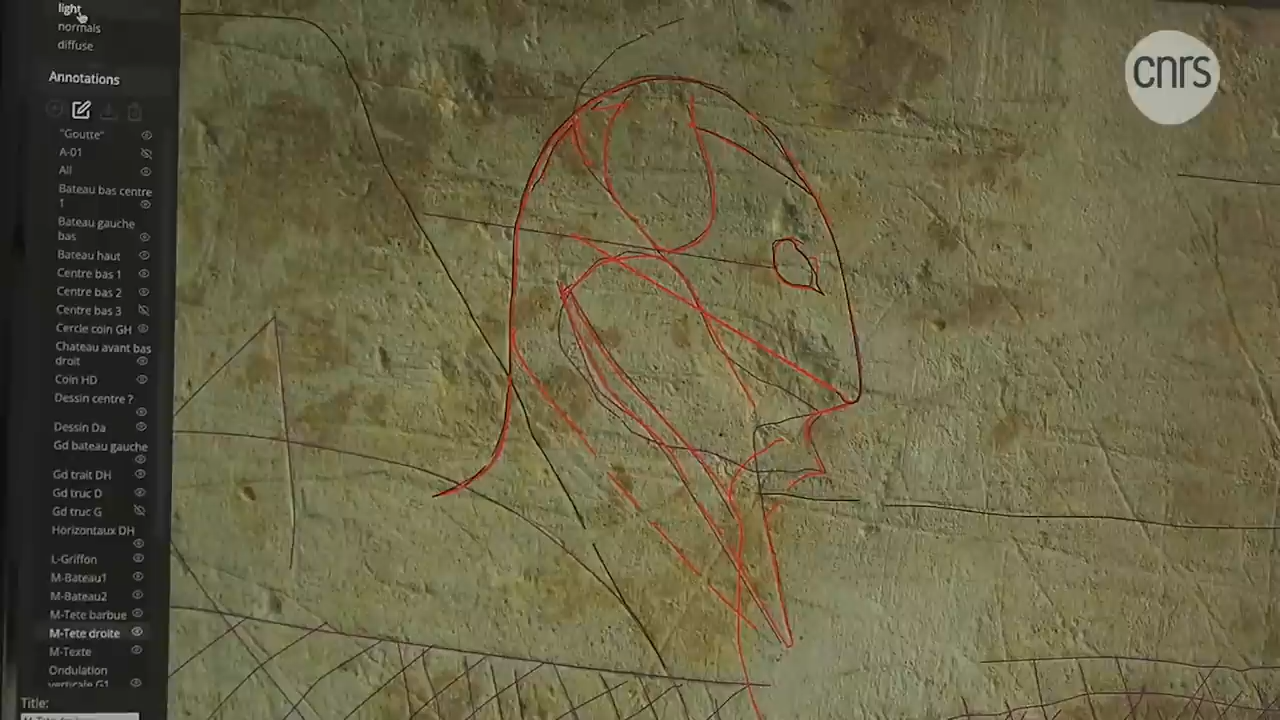 light
normals
diffuse
Annotations
"Goutte"
A-01
All
Bateau bas centre
1
Bateau gauche
bas
Bateau haut
Centre bas 1
Centre bas 2
Centre bas 3
Cercle coin GH
Chateau avant bas
droit
Coin HD
Dessin centre ?
Dessin Da
Gd bateau gauche
Gd trait DH
Gd truc D
Gd truc G
Horizontaux DH
L-Griffon
M-Bateau1
M-Bateau2
M-Tete barbue
M-Tete droite
M-Texte
Ondulation
verticale G1
Title:
cnrs